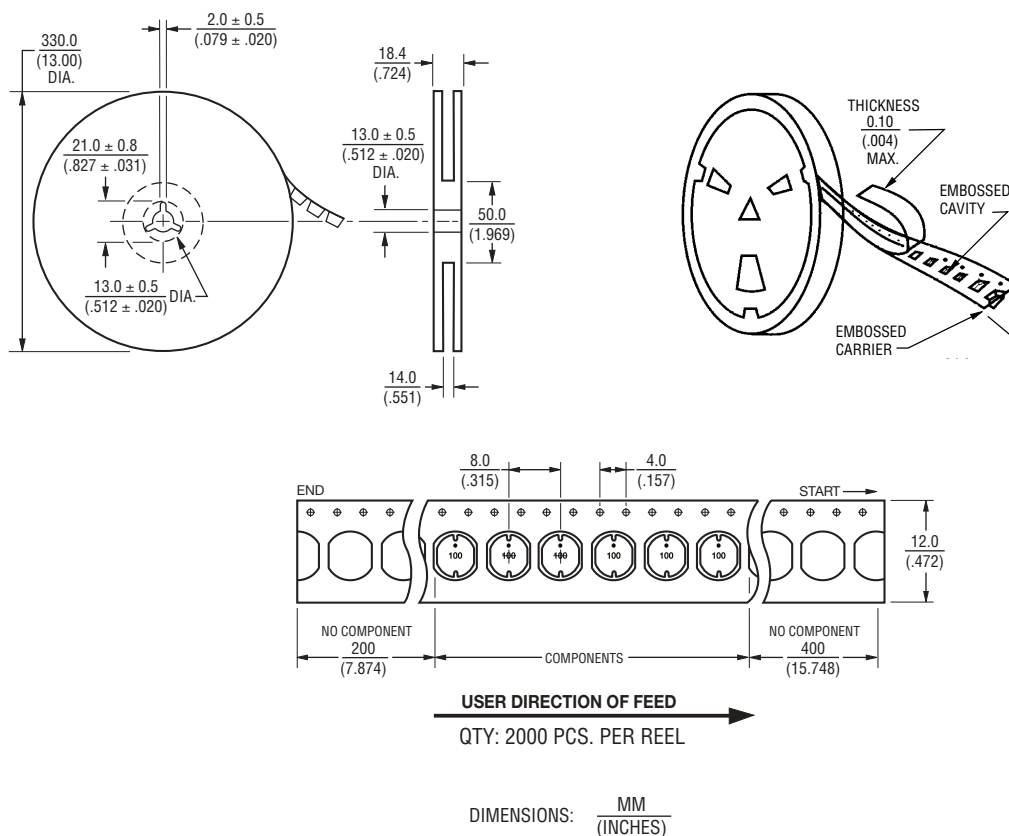 2.0 ± 0.5
(.079 ± .020)
330.0
(13.00)
DIA.
21.0 ± 0.8
(.827 ± .031)
13.0 ± 0.5
(.512 ± .020)
DIA.
18.4
(.724)
13.0 ± 0.5
(.512 ± .020)
DIA.
50.0
(1.969)
14.0
(.551)
THICKNESS
0.10
(.004)
MAX.
EMBOSSED
CAVITY
EMBOSSED
CARRIER
8.0
(.315)
4.0
(.157)
END
START
100 100 100 100 100 100
12.0
(.472)
NO COMPONENT
200
(7.874)
COMPONENTS
NO COMPONENT
400
(15.748)
USER DIRECTION OF FEED
QTY: 2000 PCS. PER REEL
DIMENSIONS: MM
(INCHES)